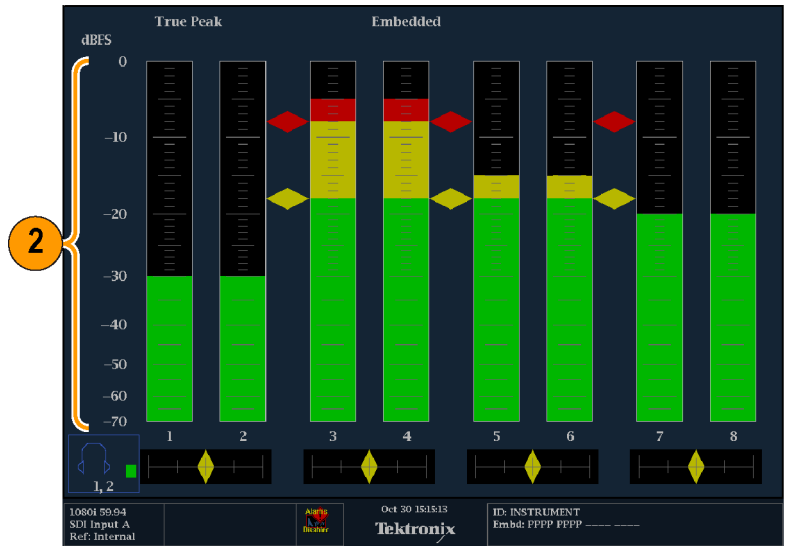 True Peak
Embedded
dBFS
0
-10
-20
-30
-40
-50
-60
-70
2
1 2 3 4 5 6 7 8
1, 2
1080i 59.94
SDI Input A
Ref: Internal
Alarms
Disabled
Oct 30 15:15:13
Tektronix
ID: INSTRUMENT
Embd: PPPP PPPP ---- ----